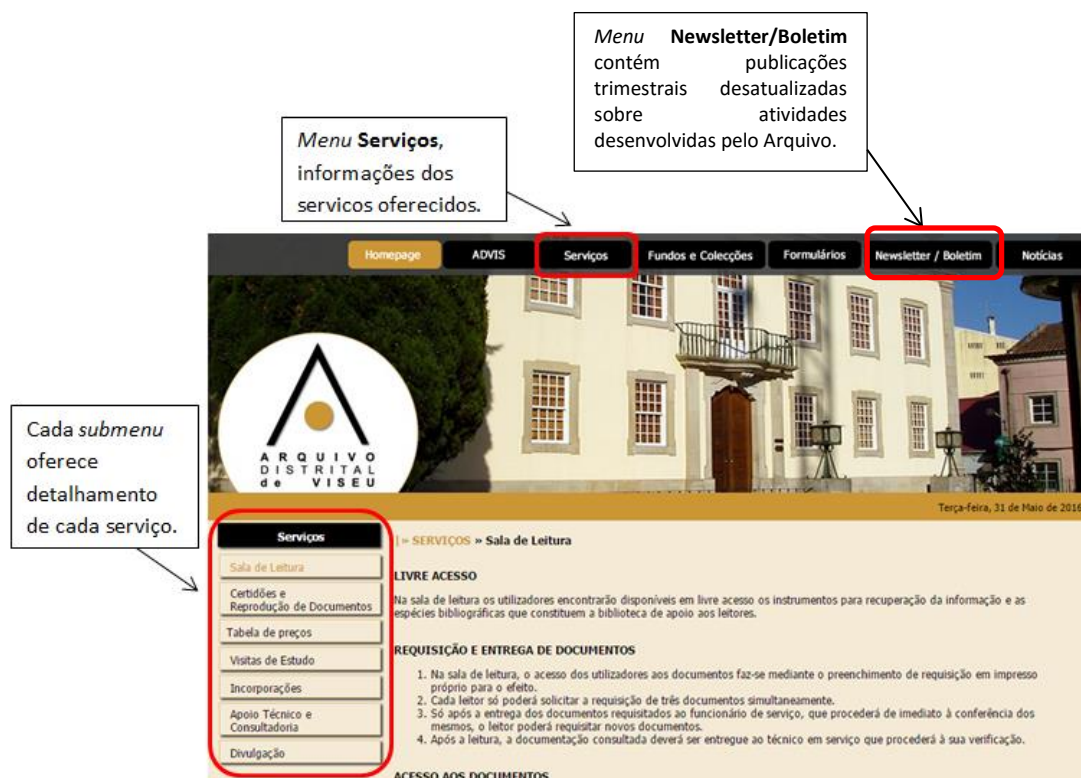 Menu Newsletter/Boletim
contém publicações
trimestrais desatualizadas
sobre atividades
desenvolvidas pelo Arquivo.
Menu Serviços,
informações dos
servicos oferecidos.
Homepage ADVIS Serviços Fundos e Colecções Formulários Newsletter / Boletim Notícias
ARQUIVO
DISTRITAL
de VISEU
Cada submenu
oferece
detalhamento
de cada serviço.
Terça-feira, 31 de Maio de 2016
Serviços
Sala de Leitura
Certidões e
Reprodução de Documentos
Tabela de preços
Visitas de Estudo
Incorporações
Apoio Técnico e
Consultadoria
Divulgação
|» SERVIÇOS » Sala de Leitura
LIVRE ACESSO
Na sala de leitura os utilizadores encontrarão disponíveis em livre acesso os instrumentos para recuperação da informação e as
espécies bibliográficas que constituem a biblioteca de apoio aos leitores.
REQUISIÇÃO E ENTREGA DE DOCUMENTOS
1. Na sala de leitura, o acesso dos utilizadores aos documentos faz-se mediante o preenchimento de requisição em impresso
próprio para o efeito.
2. Cada leitor só poderá solicitar a requisição de três documentos simultaneamente.
3. Só após a entrega dos documentos requisitados ao funcionário de serviço, que procederá de imediato à conferência dos
mesmos, o leitor poderá requisitar novos documentos.
4. Após a leitura, a documentação consultada deverá ser entregue ao técnico em serviço que procederá à sua verificação.
ACESSO AOS DOCUMENTOS